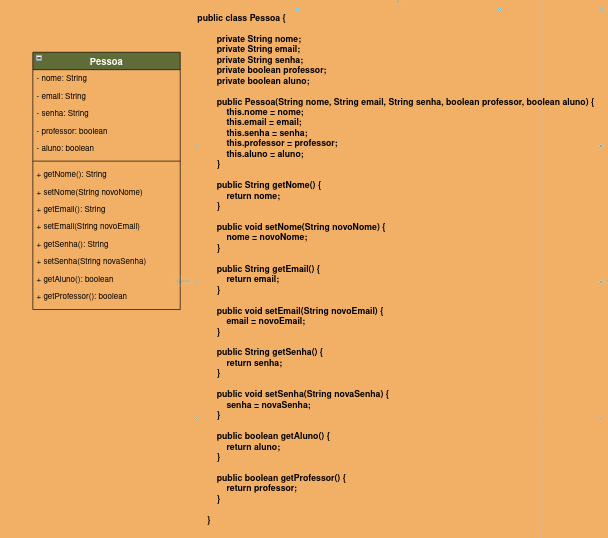 Pessoa
- nome: String
- email: String
- senha: String
- professor: boolean
- aluno: boolean
+ getNome(): String
+ setNome(String novoNome)
+ getEmail(): String
+ setEmail(String novoEmail)
+ getSenha(): String
+ setSenha(String novaSenha)
+ getAluno(): boolean
+ getProfessor(): boolean
public class Pessoa {
private String nome;
private String email;
private String senha;
private boolean professor;
private boolean aluno;
public Pessoa(String nome, String email, String senha, boolean professor, boolean aluno) {
this.nome = nome;
this.email = email;
this.senha = senha;
this.professor = professor;
this.aluno = aluno;
}
public String getNome() {
return nome;
}
public void setNome(String novoNome) {
nome = novoNome;
}
public String getEmail() {
return email;
}
public void setEmail(String novoEmail) {
email = novoEmail;
}
public String getSenha() {
return senha;
}
public void setSenha(String novaSenha) {
senha = novaSenha;
}
public boolean getAluno() {
return aluno;
}
public boolean getProfessor() {
return professor;
}
}